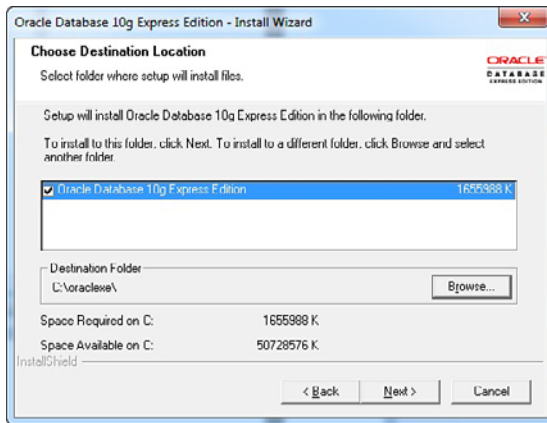 Oracle Database 10g Express Edition - Install Wizard
Choose Destination Location
Select folder where setup will install files.
ORACLE
DATABASE
EXPRESS EDITION
Setup will install Oracle Database 10g Express Edition in the following folder.
To install to this folder, click Next. To install to a different folder, click Browse and select
another folder.
Oracle Database 10g Express Edition 1655988 K
Destination Folder
C:\oraclexe\
Browse...
Space Required on C: 1655988 K
Space Available on C: 50728576 K
InstallShield
< Back Next > Cancel